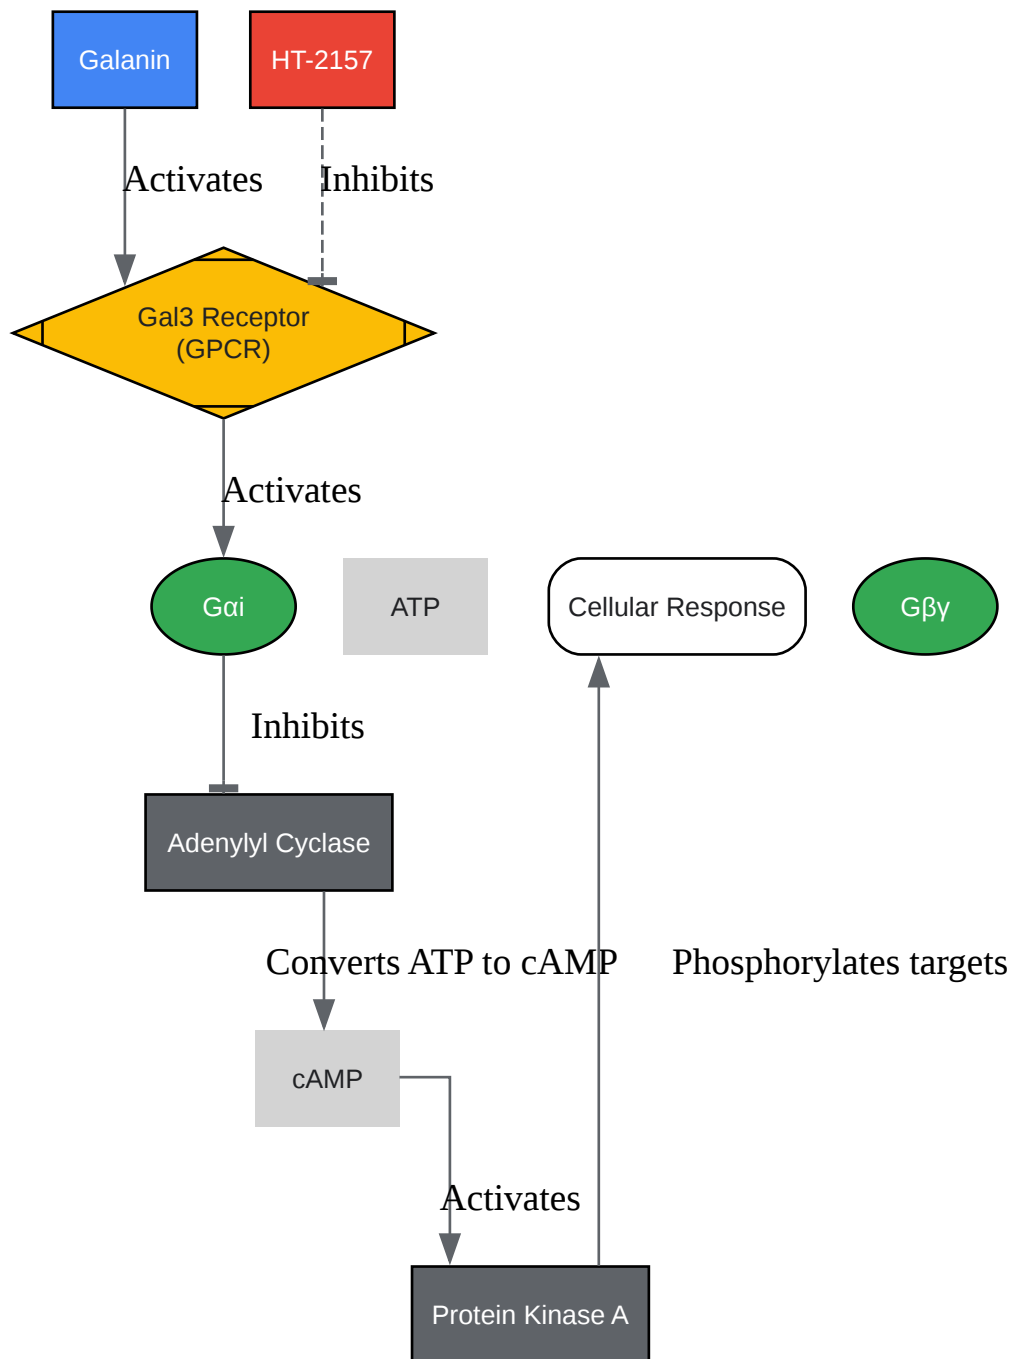 Galanin
HT-2157
Activates
Inhibits
Gal3 Receptor
(GPCR)
Activates
Gαi
ATP
Cellular Response
Gβγ
Inhibits
Adenylyl Cyclase
Converts ATP to cAMP
Phosphorylates targets
cAMP
Activates
Protein Kinase A